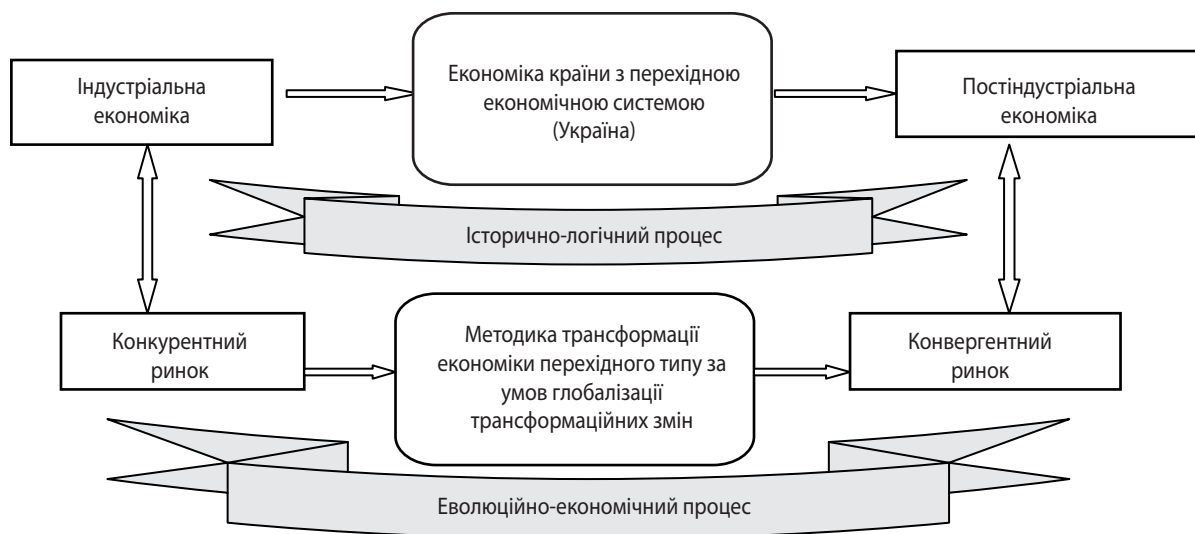 Індустріальна
економіка
Економіка країни з перехідною
економічною системою
(Україна)
Постіндустріальна
економіка
Історично-логічний процес
Конкурентний
ринок
Методика трансформації
економіки перехідного типу за
умов глобалізації
трансформаційних змін
Конвергентний
ринок
Еволюційно-економічний процес